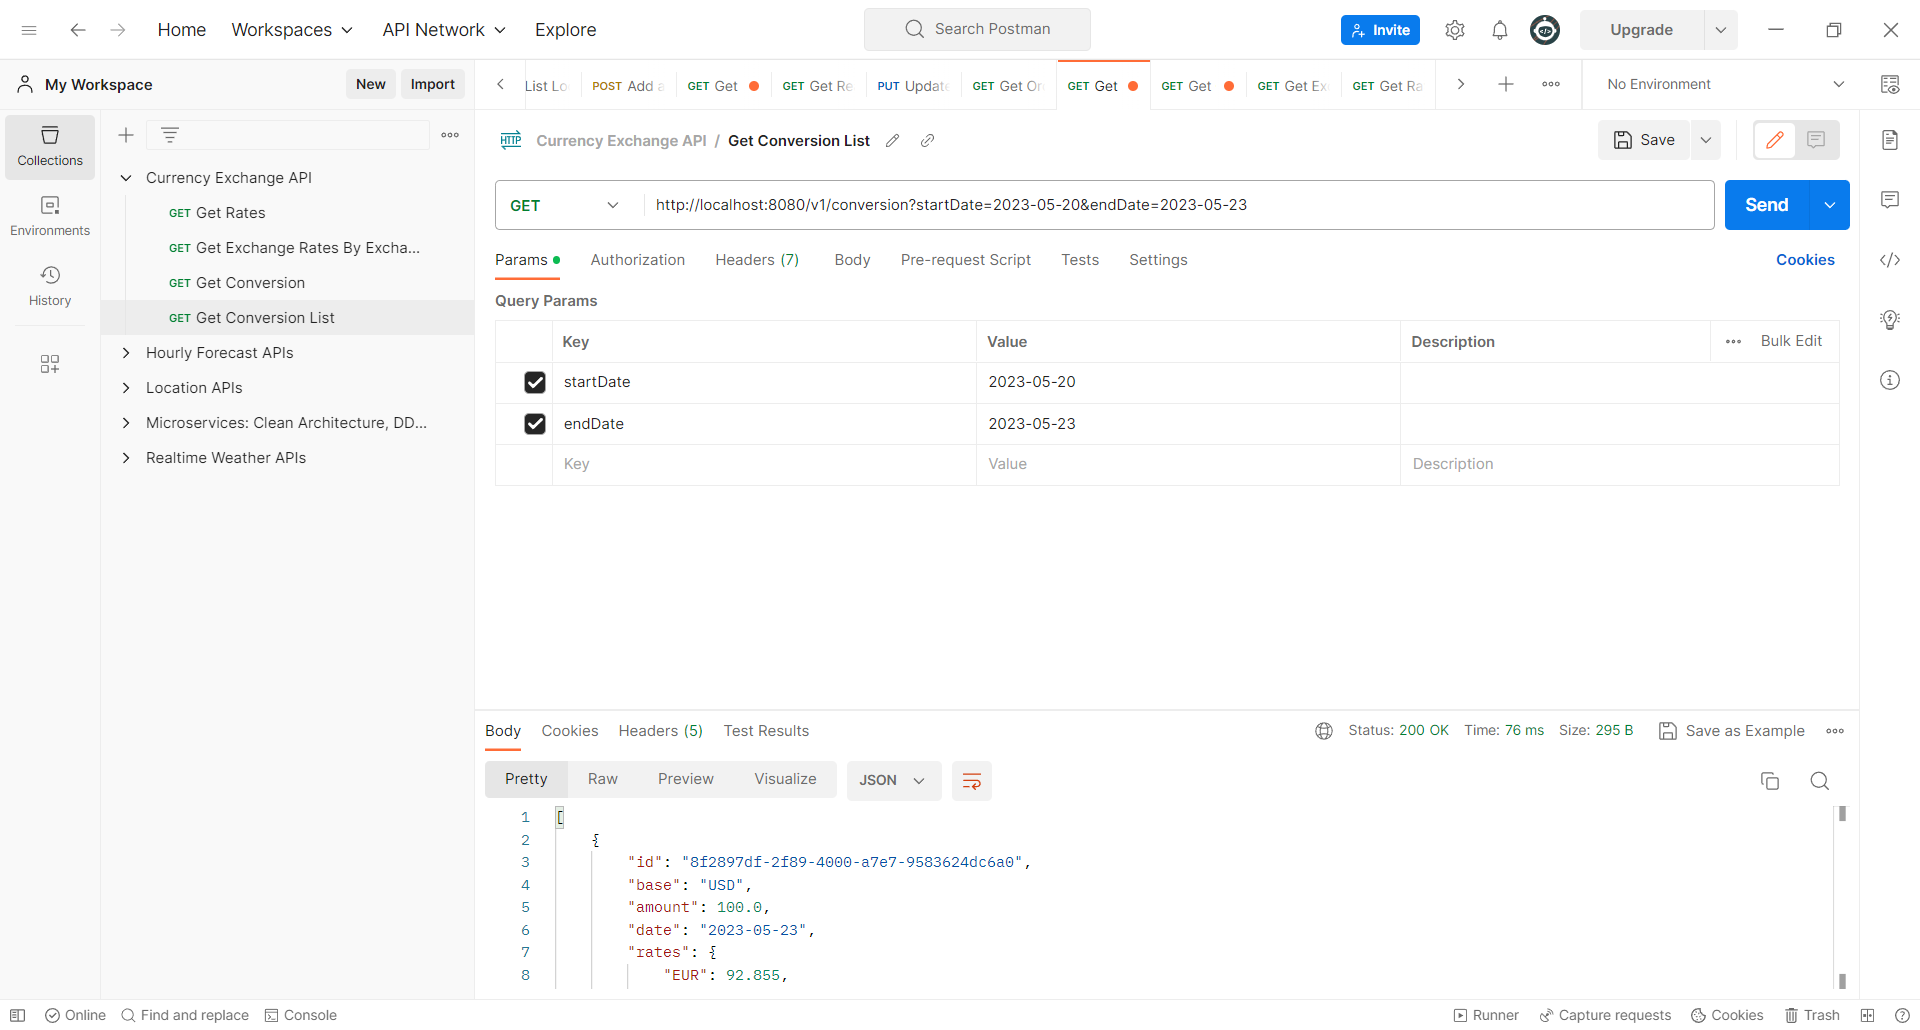 Home Workspaces API Network Explore Search Postman Invite Upgrade
My Workspace New Import
List Lo POST Add a GET Get GET Get Re PUT Update GET Get Or GET Get GET Get GET Get Ex GET Get Ra No Environment
Collections
Environments
History
Currency Exchange API
GET Get Rates
GET Get Exchange Rates By Excha...
GET Get Conversion
GET Get Conversion List
Hourly Forecast APIs
Location APIs
Microservices: Clean Architecture, DD...
Realtime Weather APIs
HTTP Currency Exchange API / Get Conversion List Save
GET http://localhost:8080/v1/conversion?startDate=2023-05-20&endDate=2023-05-23 Send
Params Authorization Headers (7) Body Pre-request Script Tests Settings Cookies
Query Params
Key Value Description Bulk Edit
startDate 2023-05-20
endDate 2023-05-23
Key Value Description
Body Cookies Headers (5) Test Results Status: 200 OK Time: 76 ms Size: 295 B Save as Example
Pretty Raw Preview Visualize JSON
1 [
2 {
3 "id": "8f2897df-2f89-4000-a7e7-9583624dc6a0",
4 "base": "USD",
5 "amount": 100.0,
6 "date": "2023-05-23",
7 "rates": {
8 "EUR": 92.855,
Online Find and replace Console Runner Capture requests Cookies Trash